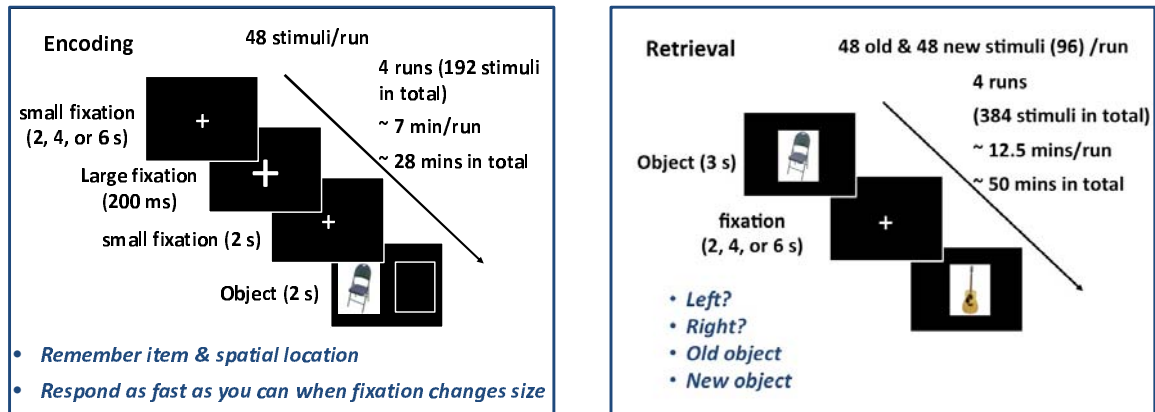 Encoding
48 stimuli/run
4 runs (192 stimuli
in total)
~ 7 min/run
~ 28 mins in total
small fixation
(2, 4, or 6 s)
Large fixation
(200 ms)
small fixation (2 s)
Object (2 s)
• Remember item & spatial location
• Respond as fast as you can when fixation changes size
Retrieval
48 old & 48 new stimuli (96) /run
4 runs
(384 stimuli in total)
~ 12.5 mins/run
~ 50 mins in total
Object (3 s)
fixation
(2, 4, or 6 s)
• Left?
• Right?
• Old object
• New object